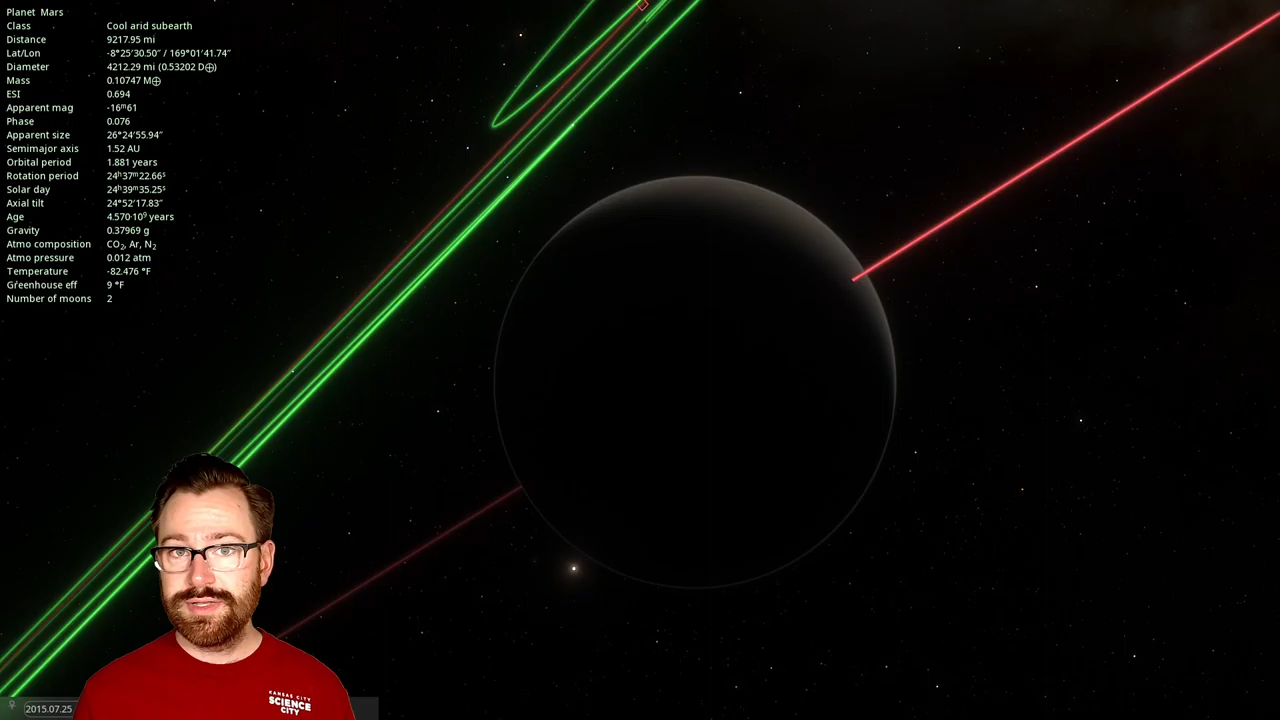 Planet Mars
Class Cool arid subearth
Distance 9217.95 mi
Lat/Lon -8°25'30.50" / 169°01'41.74"
Diameter 4212.29 mi (0.53202 D⊕)
Mass 0.10747 M⊕
ESI 0.694
Apparent mag -16ᵐ61
Phase 0.076
Apparent size 26°24'55.94"
Semimajor axis 1.52 AU
Orbital period 1.881 years
Rotation period 24ʰ37ᵐ22.66ˢ
Solar day 24ʰ39ᵐ35.25ˢ
Axial tilt 24°52'17.83"
Age 4.570·10⁹ years
Gravity 0.37969 g
Atmo composition CO₂, Ar, N₂
Atmo pressure 0.012 atm
Temperature -82.476 °F
Greenhouse eff 9 °F
Number of moons 2
KANSAS CITY
SCIENCE
CITY
2015.07.25